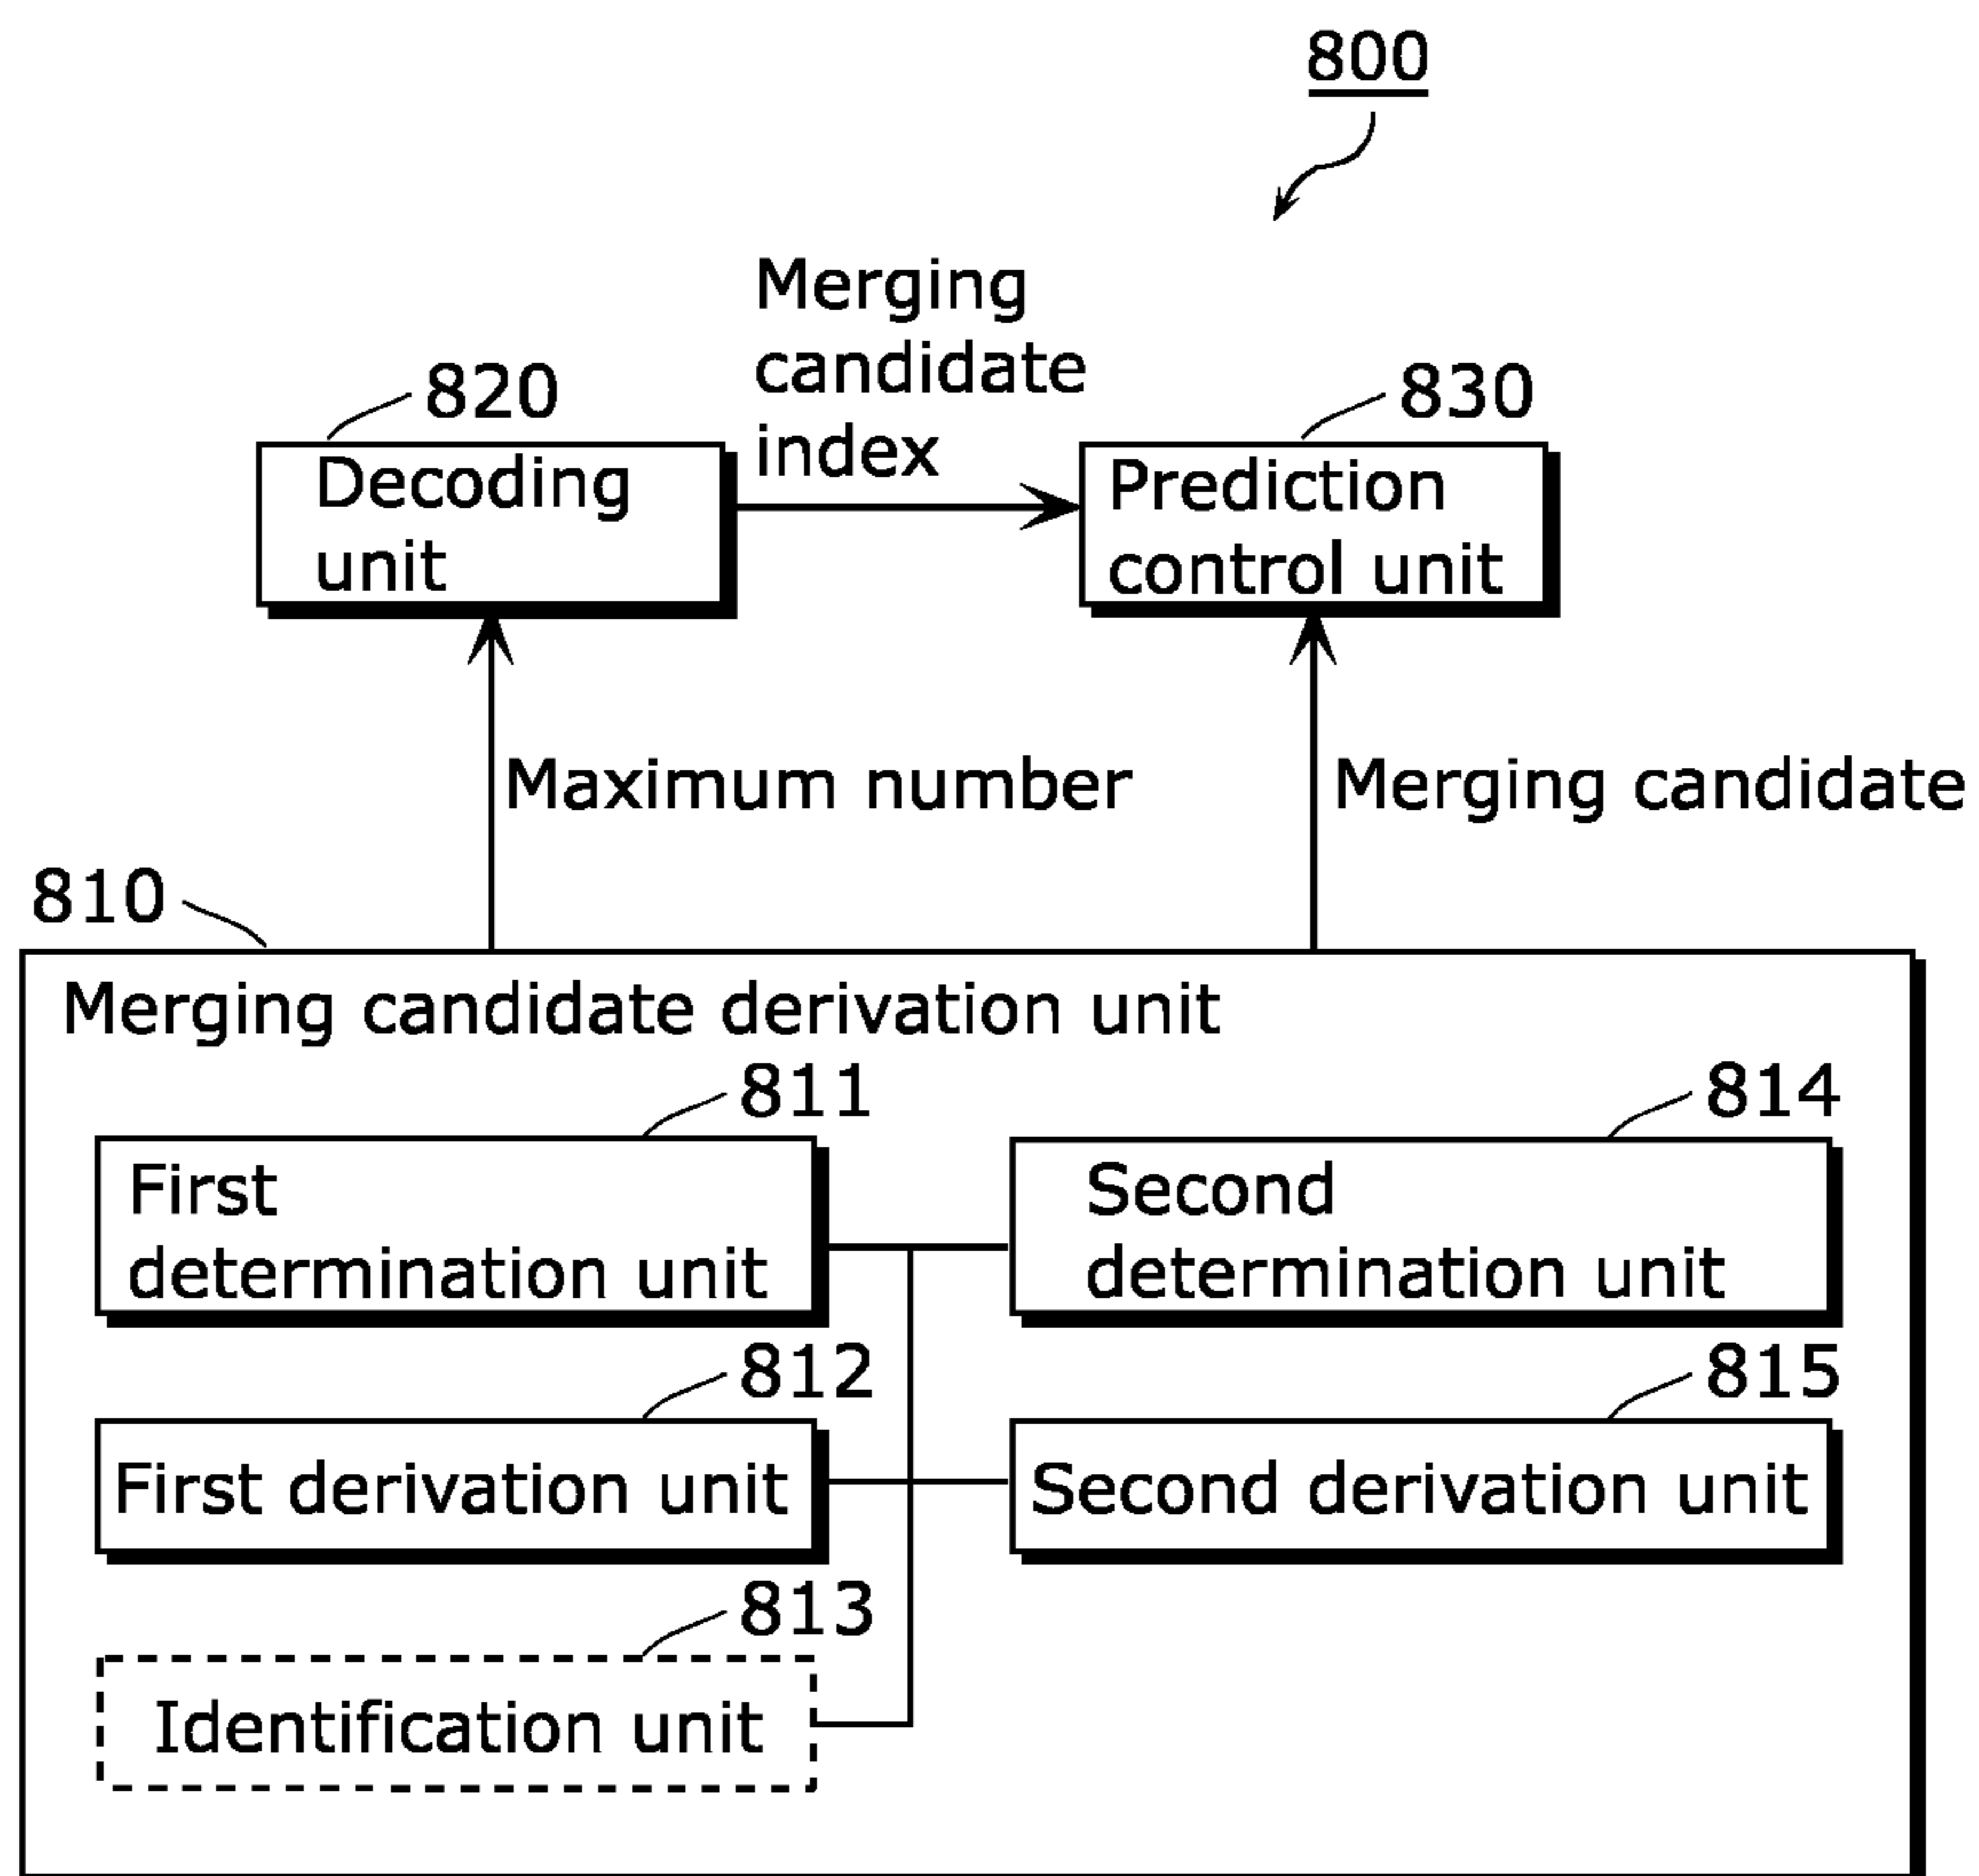 800
Merging
candidate
index
820
830
Decoding
unit
Prediction
control unit
Maximum number
Merging candidate
810
Merging candidate derivation unit
811
814
First
determination unit
Second
determination unit
812
815
First derivation unit
Second derivation unit
813
Identification unit